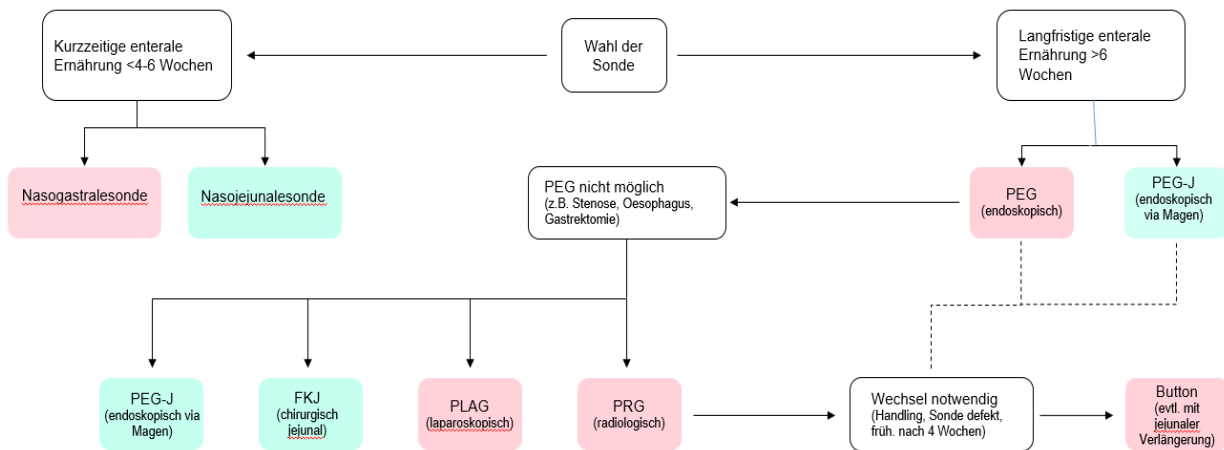 Kurzzeitige enterale
Ernährung <4-6 Wochen
Wahl der
Sonde
Langfristige enterale
Ernährung >6
Wochen
Nasogastralesonde
Nasojejunalesonde
PEG nicht möglich
(z.B. Stenose, Oesophagus,
Gastrektomie)
PEG
(endoskopisch)
PEG-J
(endoskopisch
via Magen)
PEG-J
(endoskopisch via
Magen)
FKJ
(chirurgisch
jejunal)
PLAG
(laparoskopisch)
PRG
(radiologisch)
Wechsel notwendig
(Handling, Sonde defekt,
früh. nach 4 Wochen)
Button
(evtl. mit
jejunaler
Verlängerung)